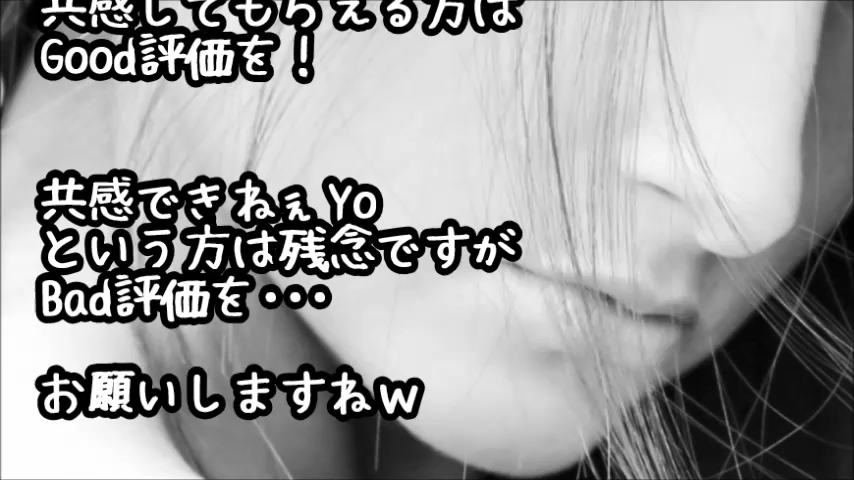 共感してもらえる方は
Good評価を！
共感できねぇYo
という方は残念ですが
Bad評価を・・・
お願いしますねw